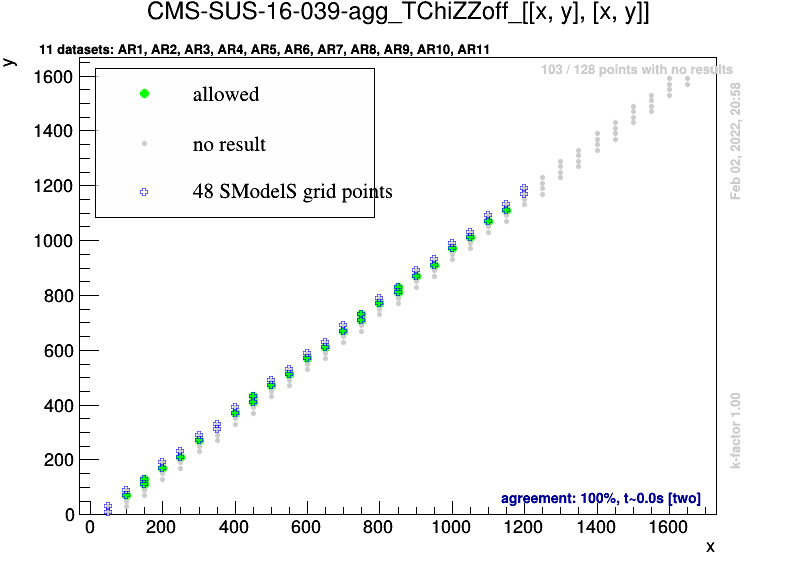 CMS-SUS-16-039-agg_TChiZZoff_[[x, y], [x, y]]
11 datasets: AR1, AR2, AR3, AR4, AR5, AR6, AR7, AR8, AR9, AR10, AR11
y
103 / 128 points with no results
allowed
no result
48 SModelS grid points
Feb 02, 2022, 20:58
k-factor 1.00
1600
1400
1200
1000
800
600
400
200
0
agreement: 100%, t~0.0s [two]
0 200 400 600 800 1000 1200 1400 1600
x